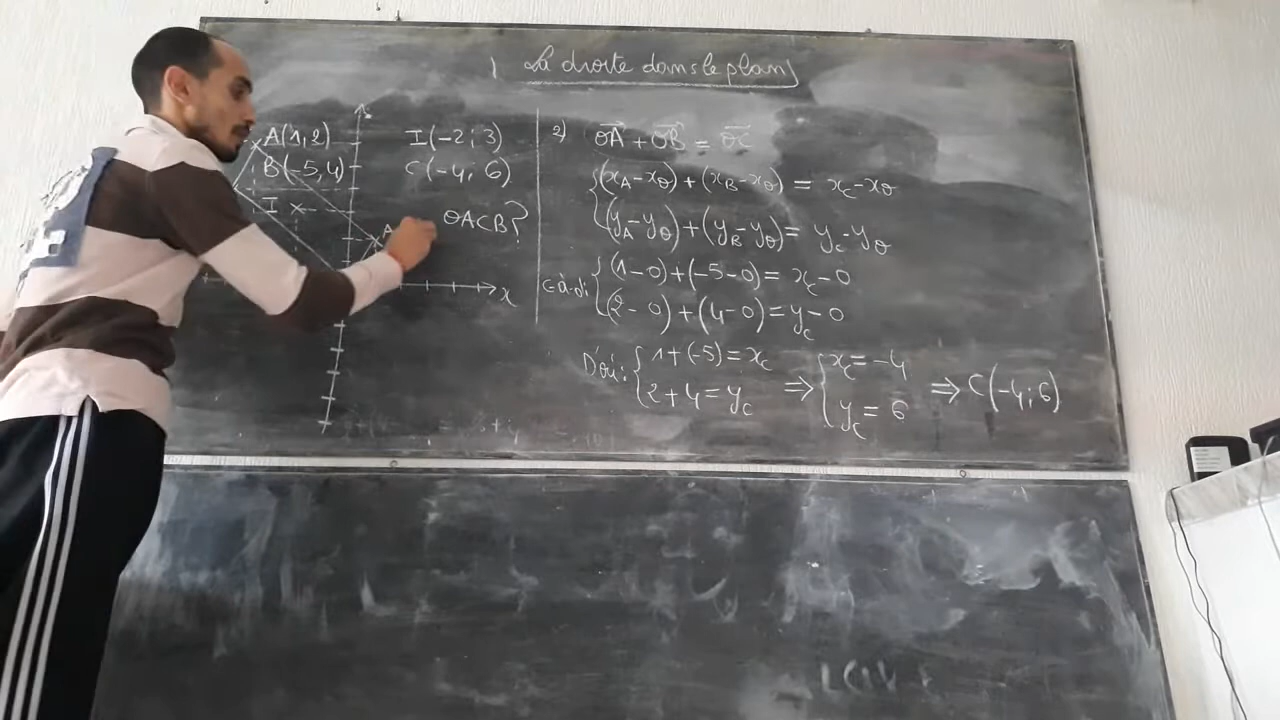 La droite dans le plan
A(1,2)
B(-5,4)
I
A
x
I(-2; 3)
C(-4; 6)
OACB?
2) OA⃗ + OB⃗ = OC⃗
{ (x_A - x_O) + (x_B - x_O) = x_C - x_O
(y_A - y_O) + (y_B - y_O) = y_C - y_O
c-à-d: { (1-0) + (-5-0) = x_C - 0
(2-0) + (4-0) = y_C - 0
D'où: { 1+(-5) = x_C
2+4 = y_C
⇒ { x_C = -4
y_C = 6
⇒ C(-4; 6)